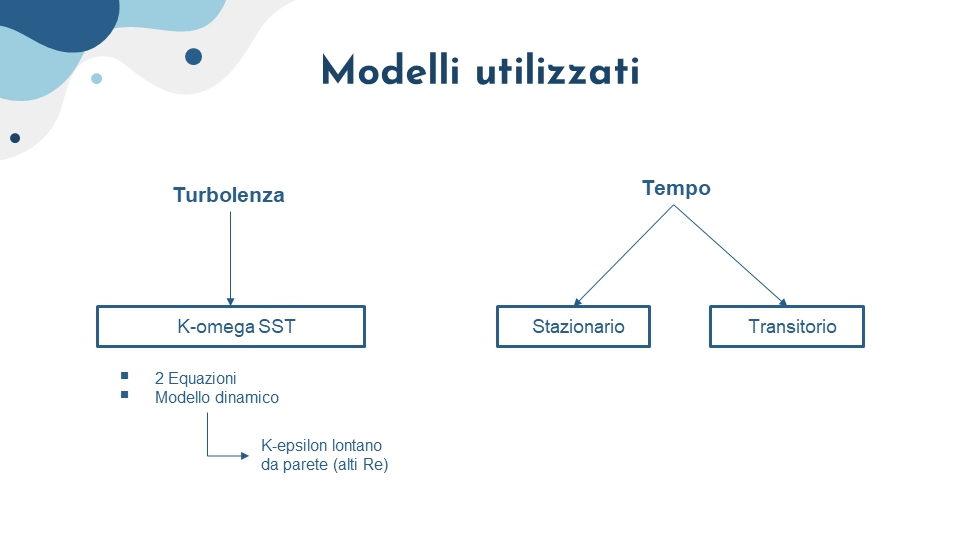 Modelli utilizzati
Turbolenza
K-omega SST
2 Equazioni
Modello dinamico
K-epsilon lontano
da parete (alti Re)
Tempo
Stazionario
Transitorio